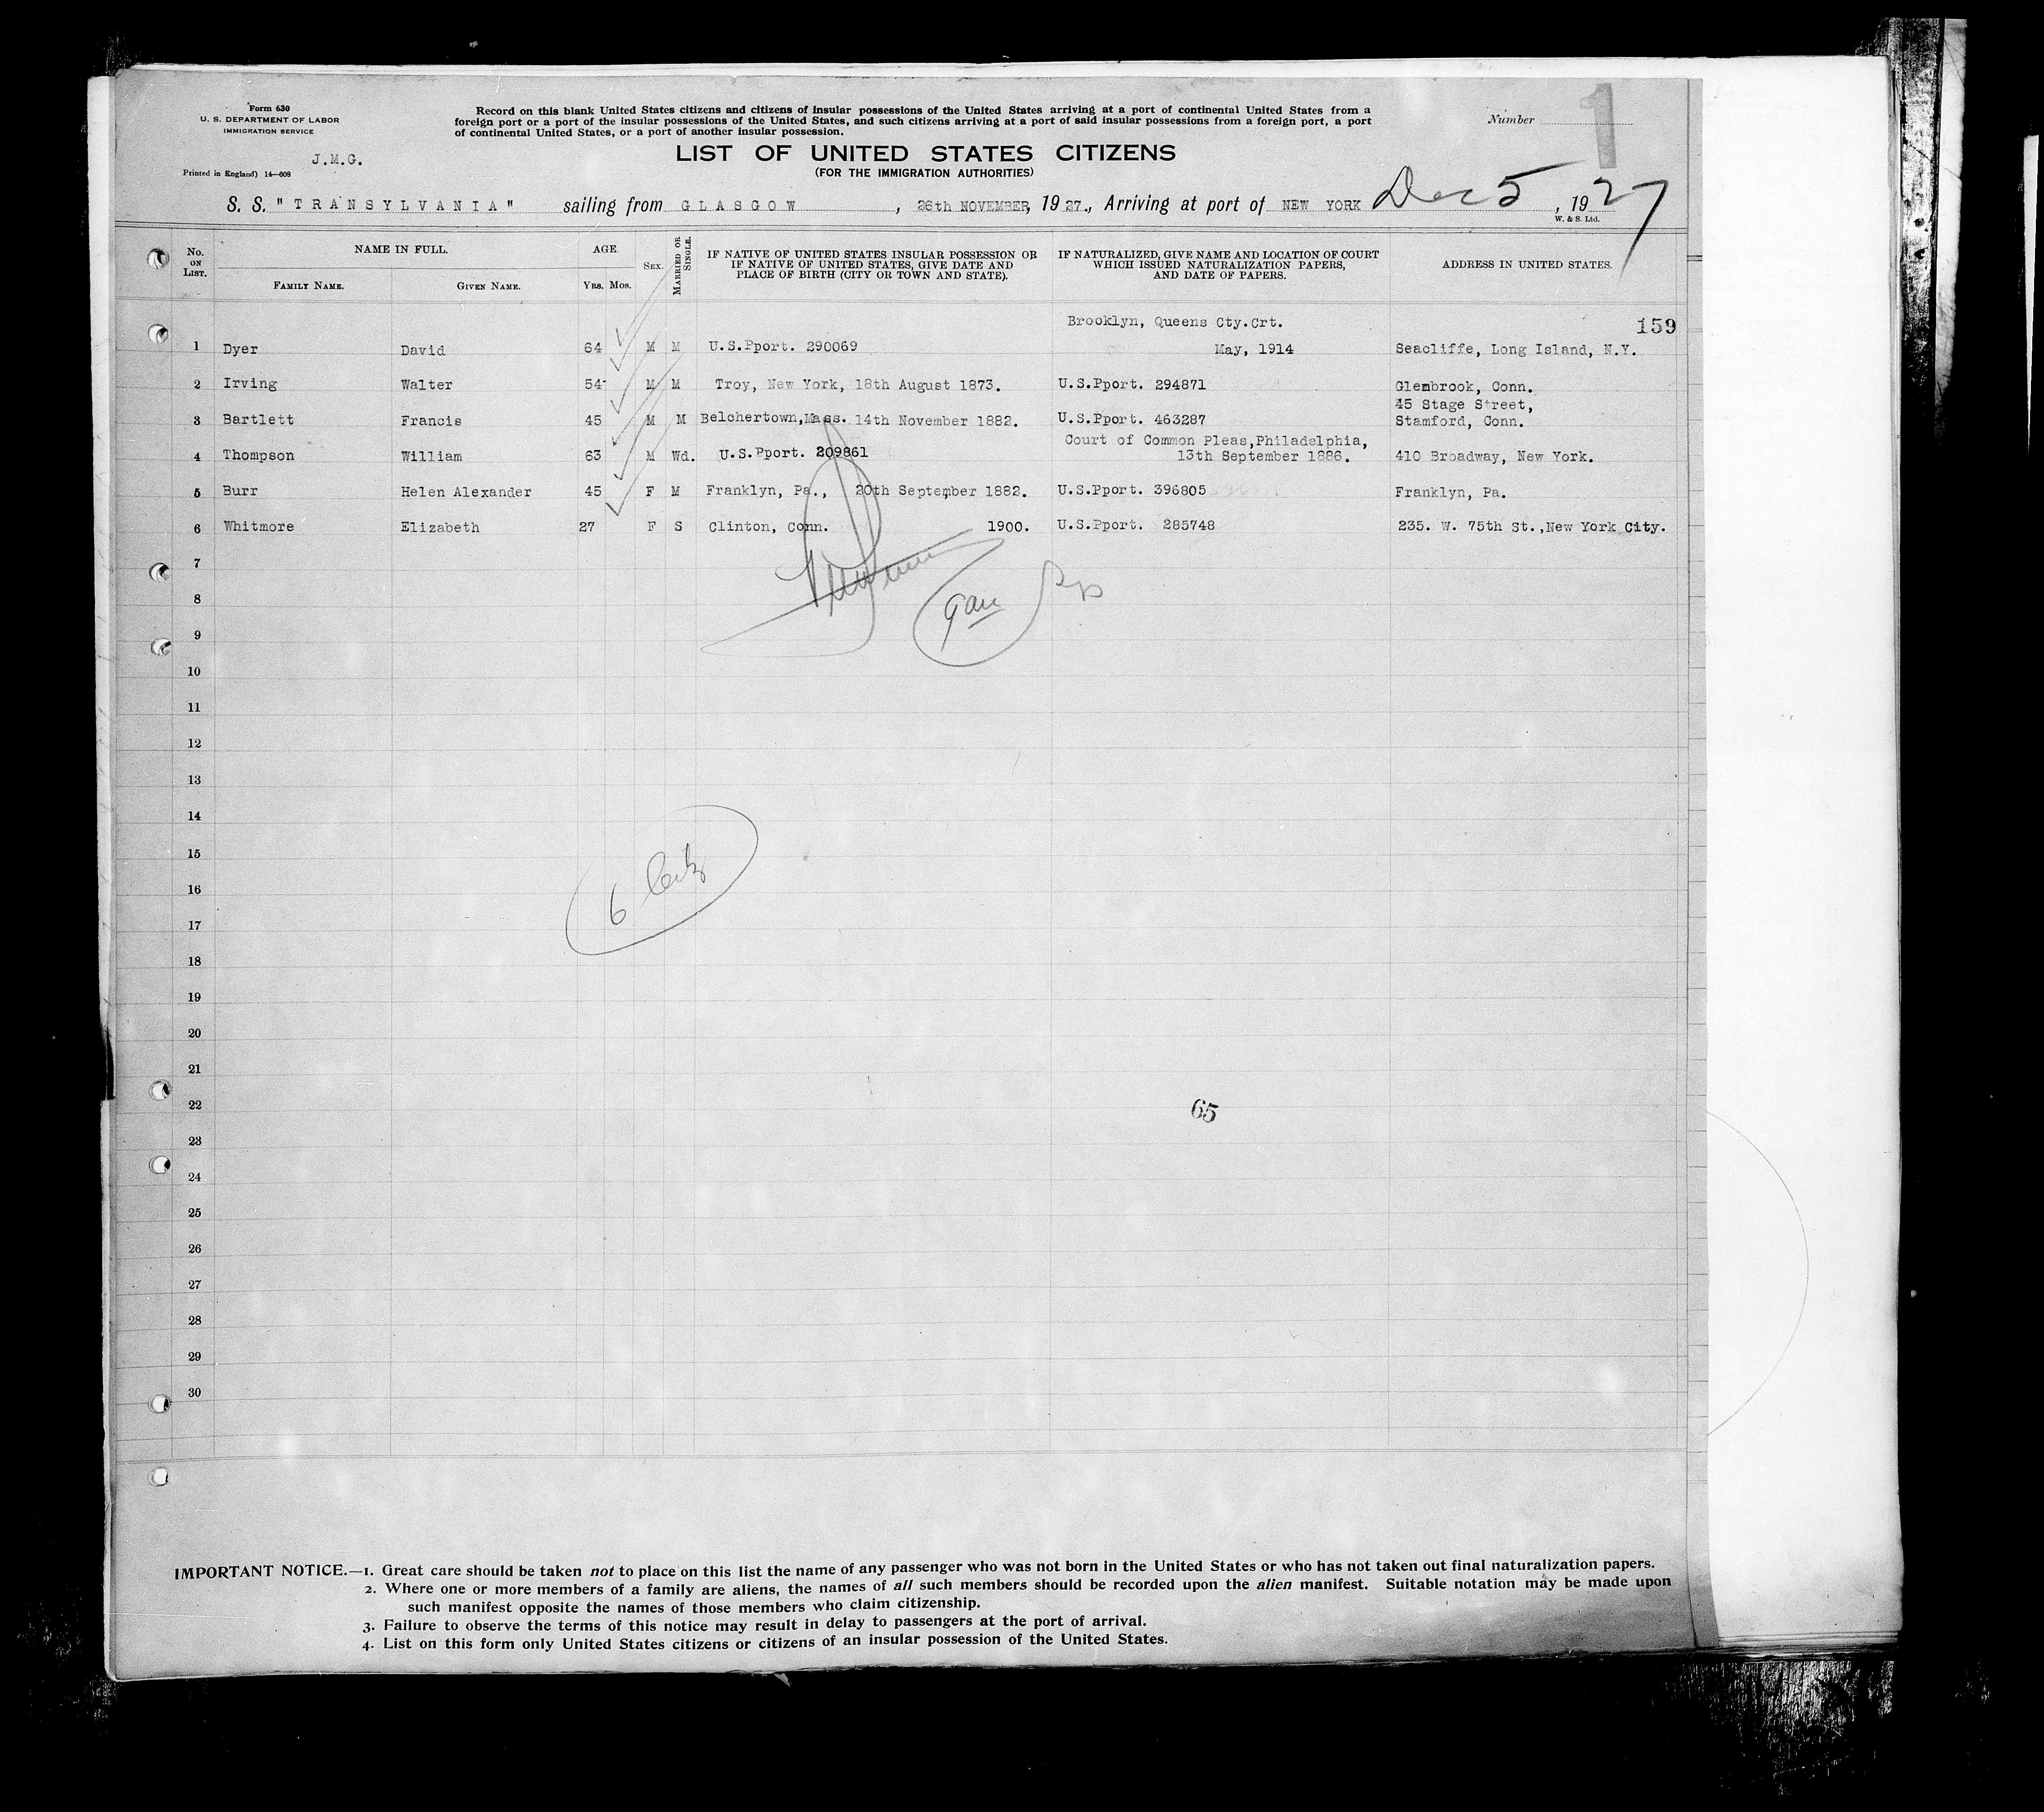 Form 630
U. S. DEPARTMENT OF LABOR
IMMIGRATION SERVICE
J.M.G.
Printed in England) 14—608
Record on this blank United States citizens and citizens of insular possessions of the United States arriving at a port of continental United States from a
foreign port or a port of the insular possessions of the United States, and such citizens arriving at a port of said insular possessions from a foreign port, a port
of continental United States, or a port of another insular possession.
Number 1
LIST OF UNITED STATES CITIZENS
(FOR THE IMMIGRATION AUTHORITIES)
S. S. "TRANSYLVANIA" sailing from GLASGOW, 26th NOVEMBER, 1927., Arriving at port of NEW YORK Dec 5, 1927
W. & S. Ltd.
No. ON LIST. NAME IN FULL. AGE. SEX. MARRIED OR SINGLE. IF NATIVE OF UNITED STATES INSULAR POSSESSION OR IF NATIVE OF UNITED STATES, GIVE DATE AND PLACE OF BIRTH (CITY OR TOWN AND STATE). IF NATURALIZED, GIVE NAME AND LOCATION OF COURT WHICH ISSUED NATURALIZATION PAPERS, AND DATE OF PAPERS. ADDRESS IN UNITED STATES.
FAMILY NAME. GIVEN NAME. YRS. MOS.
Brooklyn, Queens Cty.Crt. 159
1 Dyer David 64 M M U.S.Pport. 290069 May, 1914 Seacliffe, Long Island, N.Y.
2 Irving Walter 54 M M Troy, New York, 18th August 1873. U.S.Pport. 294871 Glembrook, Conn.
45 Stage Street,
3 Bartlett Francis 45 M M Belchertown,Mass. 14th November 1882. U.S.Pport. 463287 Stamford, Conn.
Court of Common Pleas,Philadelphia,
4 Thompson William 63 M Wd. U.S.Pport. 209861 13th September 1886. 410 Broadway, New York.
5 Burr Helen Alexander 45 F M Franklyn, Pa., 20th September 1882. U.S.Pport. 396805 Franklyn, Pa.
6 Whitmore Elizabeth 27 F S Clinton, Conn. 1900. U.S.Pport. 285748 235. W. 75th St.,New York City.
7
8
9
10
11
12
13
14
15
16
6
17
18
19
20
21
22 65
23
24
25
26
27
28
29
30
IMPORTANT NOTICE.—1. Great care should be taken not to place on this list the name of any passenger who was not born in the United States or who has not taken out final naturalization papers.
2. Where one or more members of a family are aliens, the names of all such members should be recorded upon the alien manifest. Suitable notation may be made upon
such manifest opposite the names of those members who claim citizenship.
3. Failure to observe the terms of this notice may result in delay to passengers at the port of arrival.
4. List on this form only United States citizens or citizens of an insular possession of the United States.